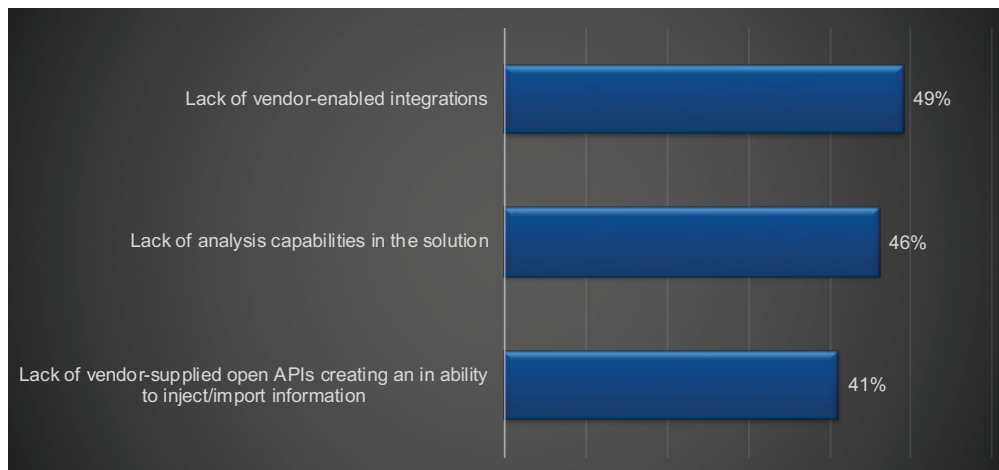 Lack of vendor-enabled integrations
49%
Lack of analysis capabilities in the solution
46%
Lack of vendor-supplied open APIs creating an in ability
to inject/import information
41%